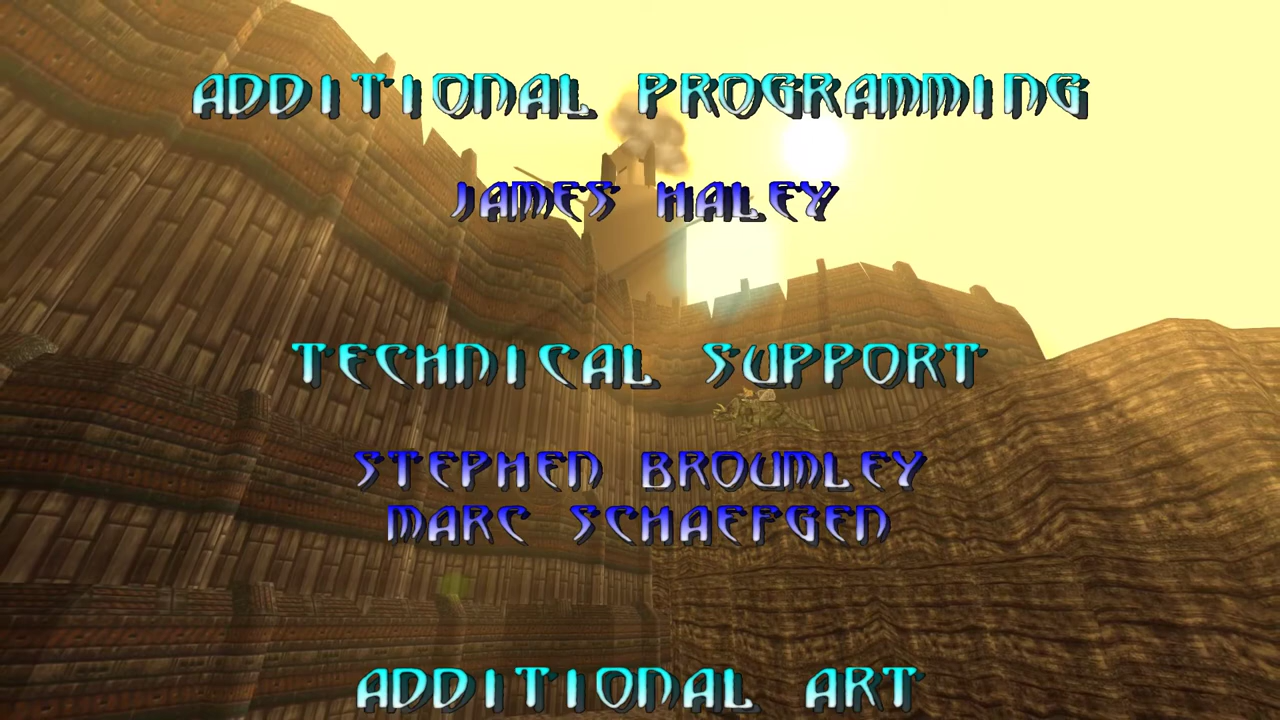 ADDITIONAL PROGRAMMING
JAMES HALEY
TECHNICAL SUPPORT
STEPHEN BROUMLEY
MARC SCHAEFGEN
ADDITIONAL ART